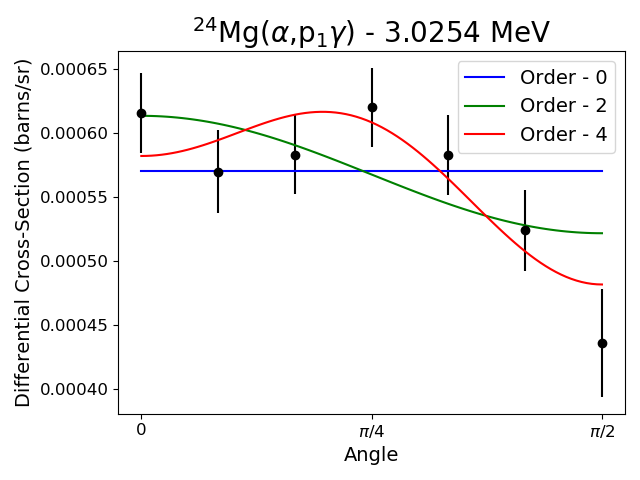 ²⁴Mg(α,p₁γ) - 3.0254 MeV
Differential Cross-Section (barns/sr)
0.00065
0.00060
0.00055
0.00050
0.00045
0.00040
Order - 0
Order - 2
Order - 4
0
π/4
π/2
Angle